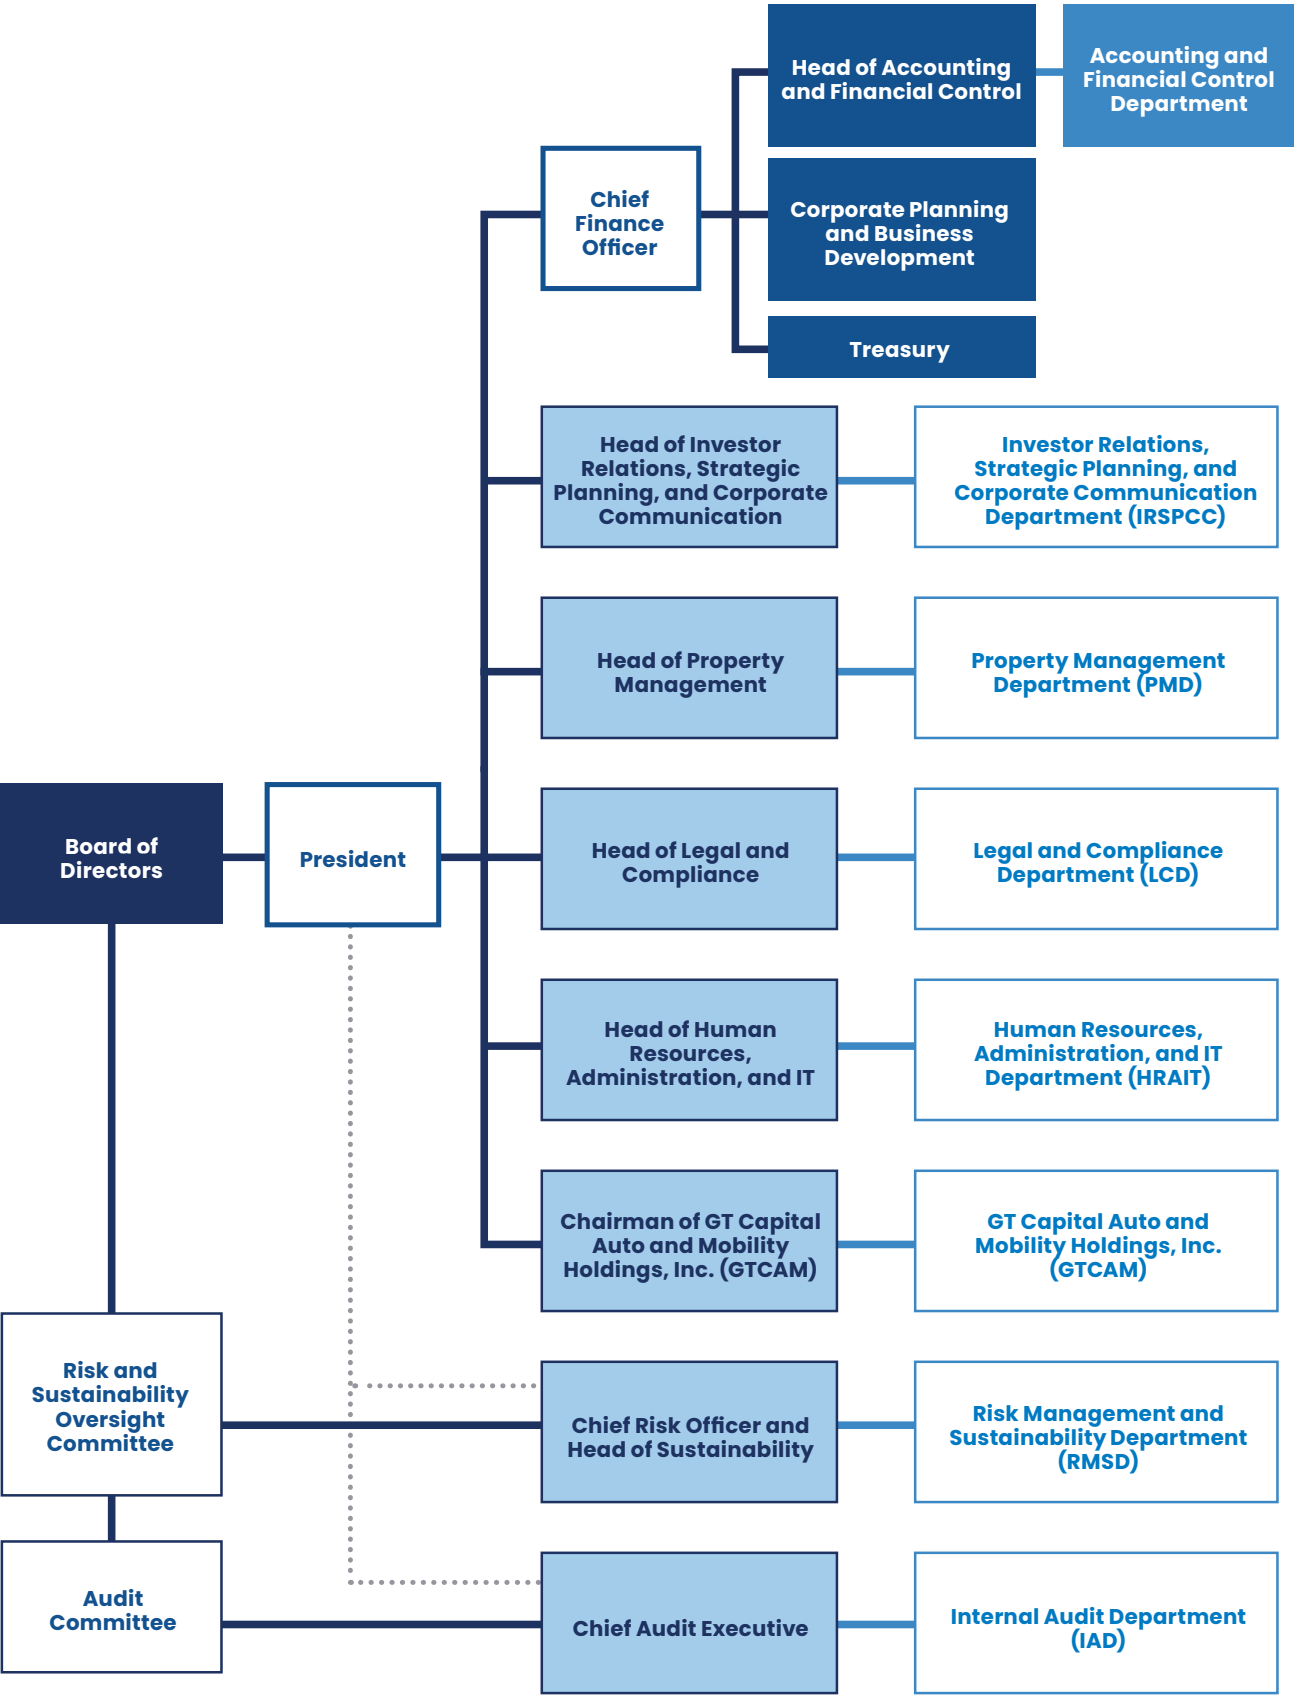 Head of Accounting
and Financial Control
Accounting and
Financial Control
Department
Chief
Finance
Officer
Corporate Planning
and Business
Development
Treasury
Head of Investor
Relations, Strategic
Planning, and Corporate
Communication
Investor Relations,
Strategic Planning, and
Corporate Communication
Department (IRSPCC)
Head of Property
Management
Property Management
Department (PMD)
Board of
Directors
President
Head of Legal and
Compliance
Legal and Compliance
Department (LCD)
Head of Human
Resources,
Administration, and IT
Human Resources,
Administration, and IT
Department (HRAIT)
Chairman of GT Capital
Auto and Mobility
Holdings, Inc. (GTCAM)
GT Capital Auto and
Mobility Holdings, Inc.
(GTCAM)
Risk and
Sustainability
Oversight
Committee
Chief Risk Officer and
Head of Sustainability
Risk Management and
Sustainability Department
(RMSD)
Audit
Committee
Chief Audit Executive
Internal Audit Department
(IAD)